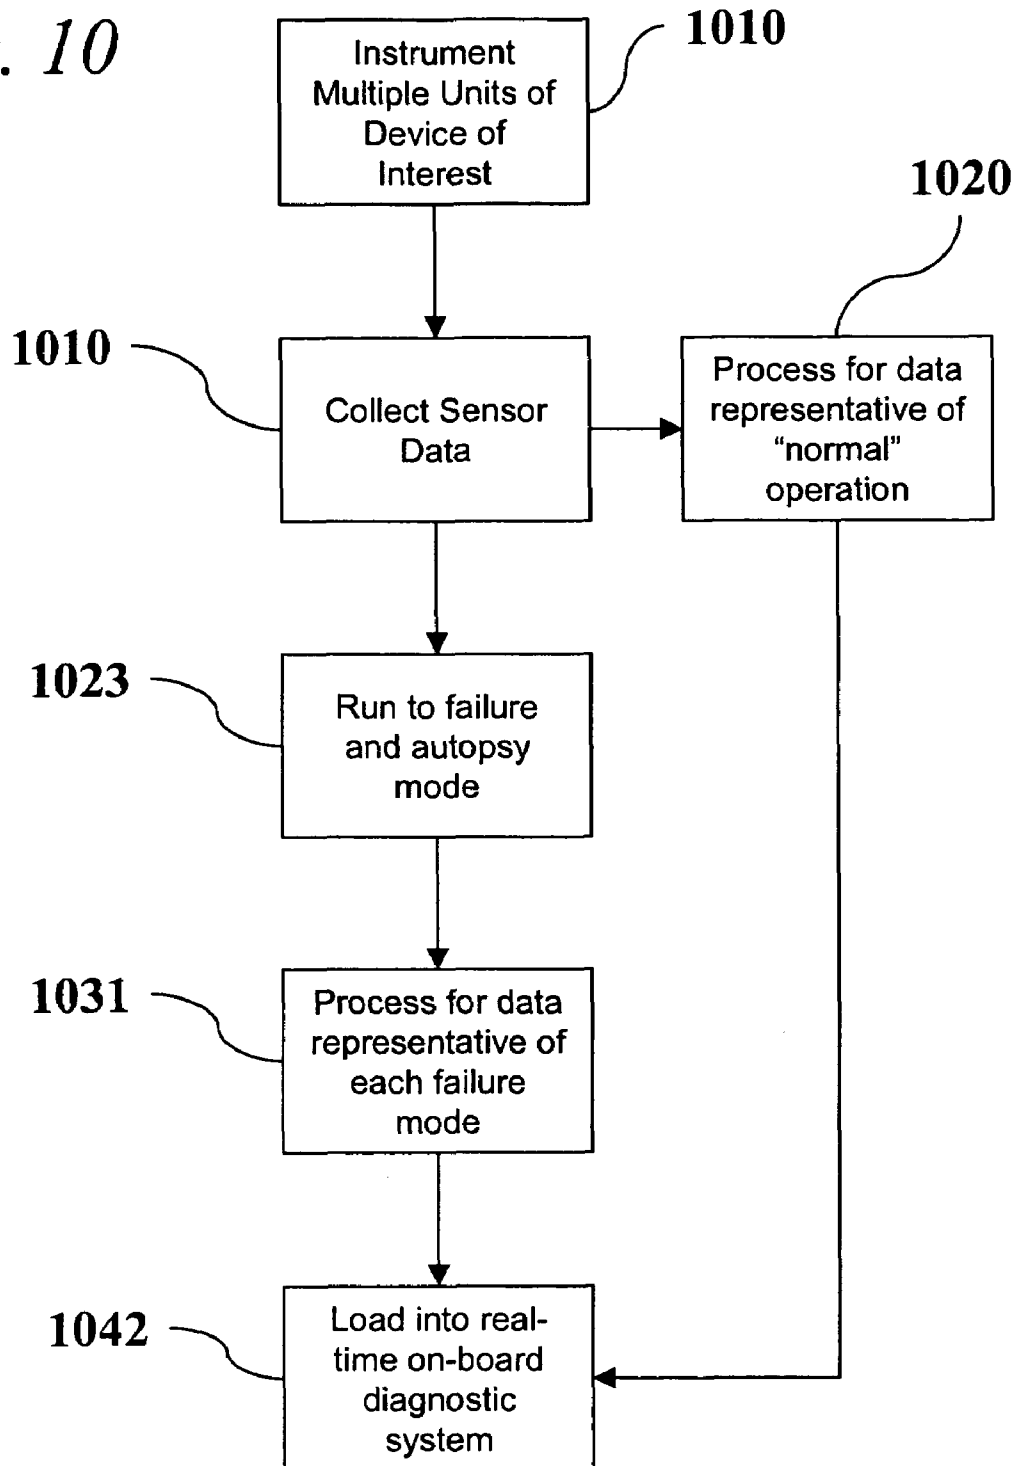 . 10
Instrument
Multiple Units of
Device of
Interest
1010
1020
1010
Collect Sensor
Data
Process for data
representative of
“normal”
operation
1023
Run to failure
and autopsy
mode
1031
Process for data
representative of
each failure
mode
1042
Load into real-
time on-board
diagnostic
system